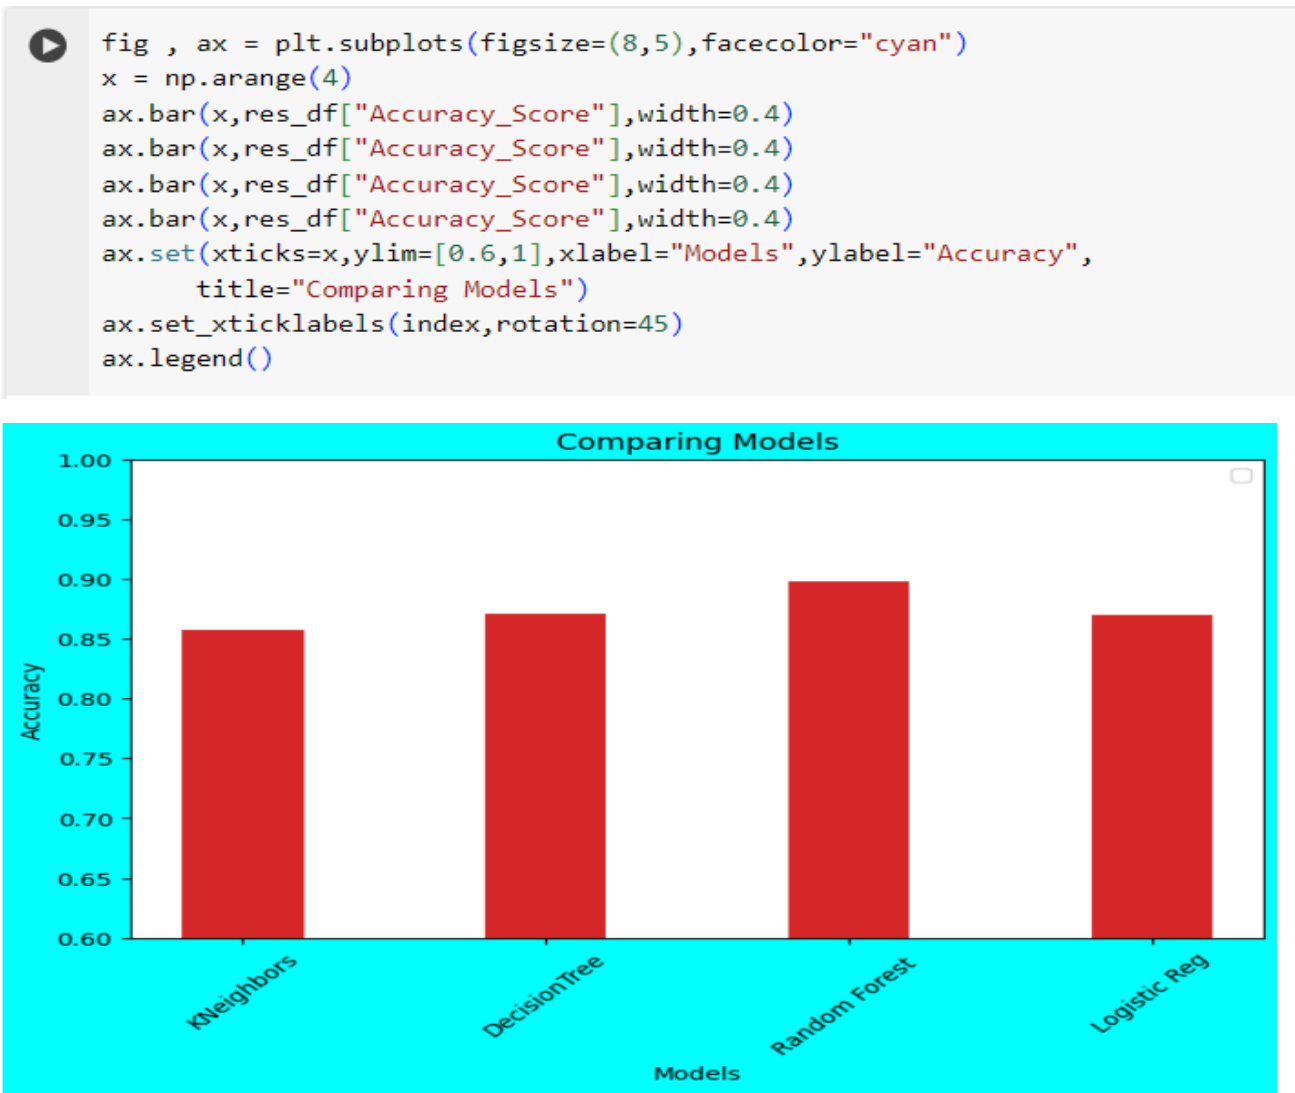 fig , ax = plt.subplots(figsize=(8,5),facecolor="cyan")
x = np.arange(4)
ax.bar(x,res_df["Accuracy_Score"],width=0.4)
ax.bar(x,res_df["Accuracy_Score"],width=0.4)
ax.bar(x,res_df["Accuracy_Score"],width=0.4)
ax.bar(x,res_df["Accuracy_Score"],width=0.4)
ax.set(xticks=x,ylim=[0.6,1],xlabel="Models",ylabel="Accuracy",
      title="Comparing Models")
ax.set_xticklabels(index,rotation=45)
ax.legend()
Comparing Models
1.00
0.95
0.90
0.85
0.80
0.75
0.70
0.65
0.60
Accuracy
KNeighbors
DecisionTree
Random Forest
Logistic Reg
Models